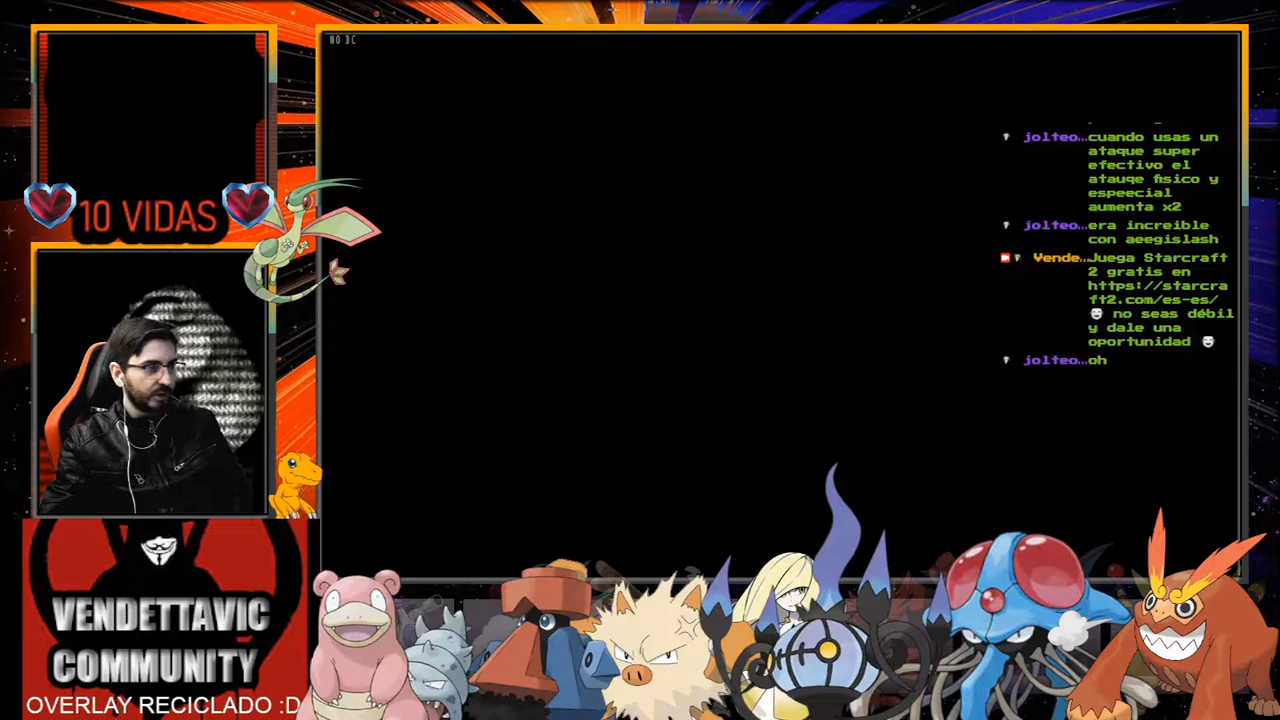 NO DC
jolteo...cuando usas un
ataque super
efectivo el
atauqe fisico y
espeecial
aumenta x2
jolteo...era increible
con aeegislash
Vende...Juega Starcraft
2 gratis en
https://starcra
ft2.com/es-es/
no seas débil
y dale una
oportunidad
jolteo...oh
10 VIDAS
VENDETTAVIC
COMMUNITY
OVERLAY RECICLADO :D